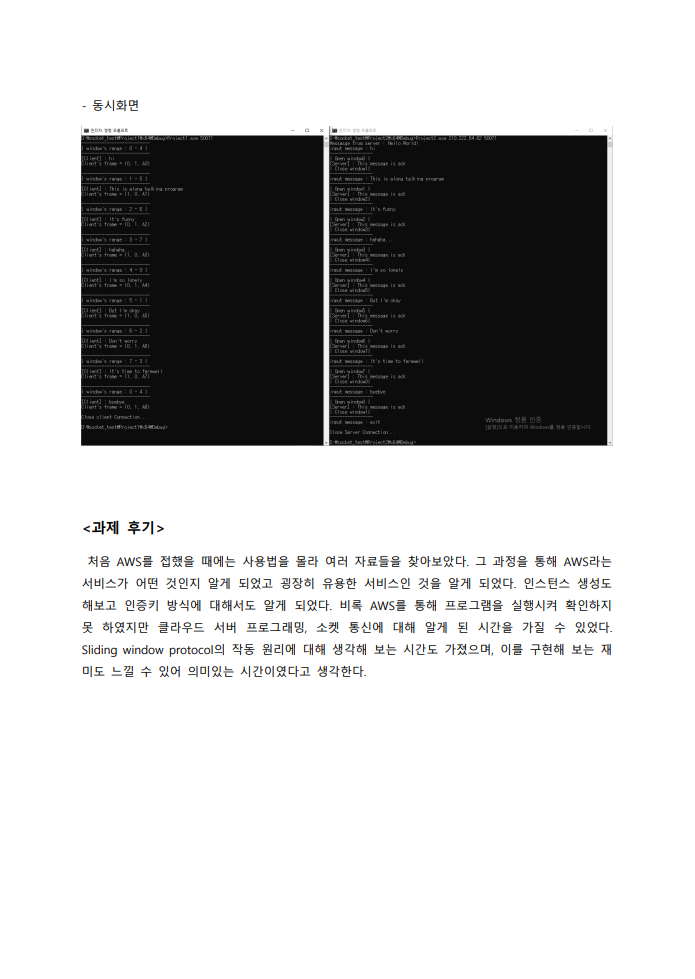 - 동시화면
관리자: 명령 프롬프트
D:\socket_test\Project1\x64\Debug>Project1.exe 50071
| window's range : 0 - 4 |
[Client] : hi
Client's frame = (0, 1, A0)
| window's range : 1 - 5 |
[Client] : This is along talking program
Client's frame = (1, 0, A1)
| window's range : 2 - 6 |
[Client] : It's funny
Client's frame = (0, 1, A2)
| window's range : 3 - 7 |
[Client] : hahaha...
Client's frame = (1, 0, A3)
| window's range : 4 - 0 |
[Client] : I'm so lonely
Client's frame = (0, 1, A4)
| window's range : 5 - 1 |
[Client] : But I'm okay
Client's frame = (1, 0, A5)
| window's range : 6 - 2 |
[Client] : Don't worry
Client's frame = (0, 1, A6)
| window's range : 7 - 3 |
[Client] : It's time to farewell
Client's frame = (1, 0, A7)
| window's range : 0 - 4 |
[Client] : byebye
Client's frame = (0, 1, A8)
Close client Connection...
D:\socket_test\Project1\x64\Debug>
관리자: 명령 프롬프트
D:\socket_test\Project2\x64\Debug>Project2.exe 210.222.84.82 50071
Message from server : Hello World!
input message : hi
| Open window0 |
[Server] : This message is ack
| Close window1|
input message : This is along talking program
| Open window1 |
[Server] : This message is ack
| Close window2|
input message : It's funny
| Open window2 |
[Server] : This message is ack
| Close window3|
input message : hahaha...
| Open window3 |
[Server] : This message is ack
| Close window4|
input message : I'm so lonely
| Open window4 |
[Server] : This message is ack
| Close window5|
input message : But I'm okay
| Open window5 |
[Server] : This message is ack
| Close window6|
input message : Don't worry
| Open window6 |
[Server] : This message is ack
| Close window7|
input message : It's time to farewell
| Open window7 |
[Server] : This message is ack
| Close window0|
input message : byebye
| Open window0 |
[Server] : This message is ack
| Close window1|
input message : exit
Close Server Connection...
D:\socket_test\Project2\x64\Debug>
Windows 정품 인증
[설정]으로 이동하여 Windows를 정품 인증합니다.
<과제 후기>
처음 AWS를 접했을 때에는 사용법을 몰라 여러 자료들을 찾아보았다. 그 과정을 통해 AWS라는
서비스가 어떤 것인지 알게 되었고 굉장히 유용한 서비스인 것을 알게 되었다. 인스턴스 생성도
해보고 인증키 방식에 대해서도 알게 되었다. 비록 AWS를 통해 프로그램을 실행시켜 확인하지
못 하였지만 클라우드 서버 프로그래밍, 소켓 통신에 대해 알게 된 시간을 가질 수 있었다.
Sliding window protocol의 작동 원리에 대해 생각해 보는 시간도 가졌으며, 이를 구현해 보는 재
미도 느낄 수 있어 의미있는 시간이였다고 생각한다.